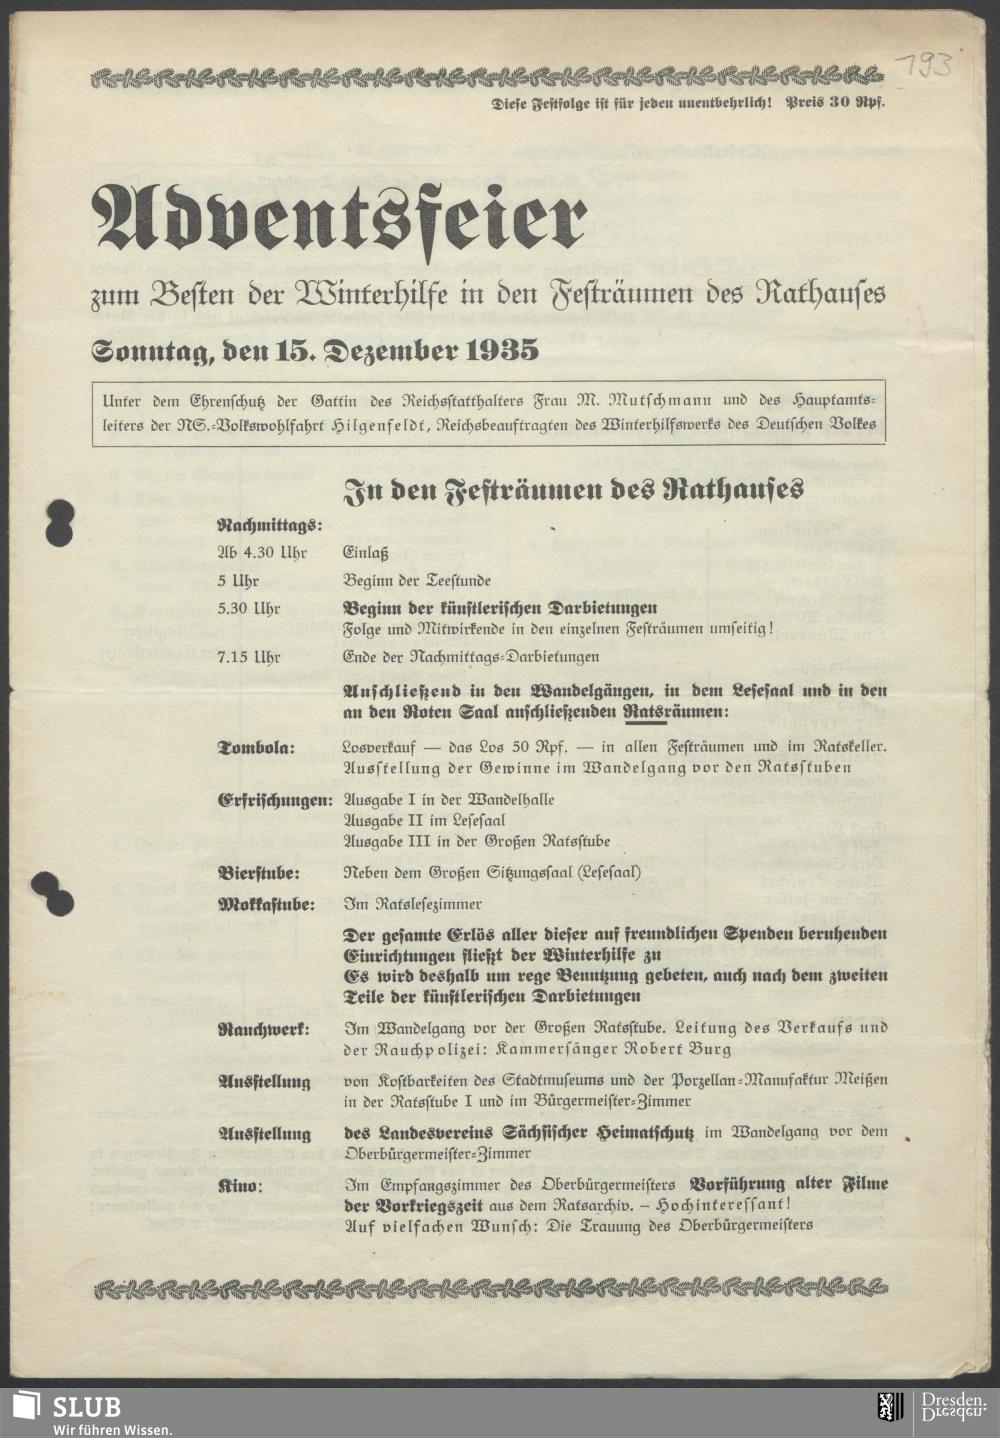 193
Diese Festfolge ist für jeden unentbehrlich! Preis 30 Rpf.
Adventsfeier
zum Besten der Winterhilfe in den Festräumen des Rathauses
Sonntag, den 15. Dezember 1935
Unter dem Ehrenschutz der Gattin des Reichsstatthalters Frau M. Mutschmann und des Hauptamts-
leiters der NS.-Volkswohlfahrt Hilgenfeldt, Reichsbeauftragten des Winterhilfswerks des Deutschen Volkes
In den Festräumen des Rathauses
Nachmittags:
Ab 4.30 Uhr Einlaß
5 Uhr Beginn der Teestunde
5.30 Uhr Beginn der künstlerischen Darbietungen
Folge und Mitwirkende in den einzelnen Festräumen umseitig!
7.15 Uhr Ende der Nachmittags-Darbietungen
Anschließend in den Wandelgängen, in dem Lesesaal und in den
an den Roten Saal anschließenden Ratsräumen:
Tombola: Losverkauf — das Los 50 Rpf. — in allen Festräumen und im Ratskeller.
Ausstellung der Gewinne im Wandelgang vor den Ratsstuben
Erfrischungen: Ausgabe I in der Wandelhalle
Ausgabe II im Lesesaal
Ausgabe III in der Großen Ratsstube
Bierstube: Neben dem Großen Sitzungssaal (Lesesaal)
Mokkastube: Im Ratslesezimmer
Der gesamte Erlös aller dieser auf freundlichen Spenden beruhenden
Einrichtungen fließt der Winterhilfe zu
Es wird deshalb um rege Benutzung gebeten, auch nach dem zweiten
Teile der künstlerischen Darbietungen
Rauchwerk: Im Wandelgang vor der Großen Ratsstube. Leitung des Verkaufs und
der Rauchpolizei: Kammersänger Robert Burg
Ausstellung von Kostbarkeiten des Stadtmuseums und der Porzellan-Manufaktur Meißen
in der Ratsstube I und im Bürgermeister-Zimmer
Ausstellung des Landesvereins Sächsischer Heimatschutz im Wandelgang vor dem
Oberbürgermeister-Zimmer
Kino: Im Empfangszimmer des Oberbürgermeisters Vorführung alter Filme
der Vorkriegszeit aus dem Ratsarchiv. — Hochinteressant!
Auf vielfachen Wunsch: Die Trauung des Oberbürgermeisters
SLUB
Wir führen Wissen.
Dresden.
Dresden.